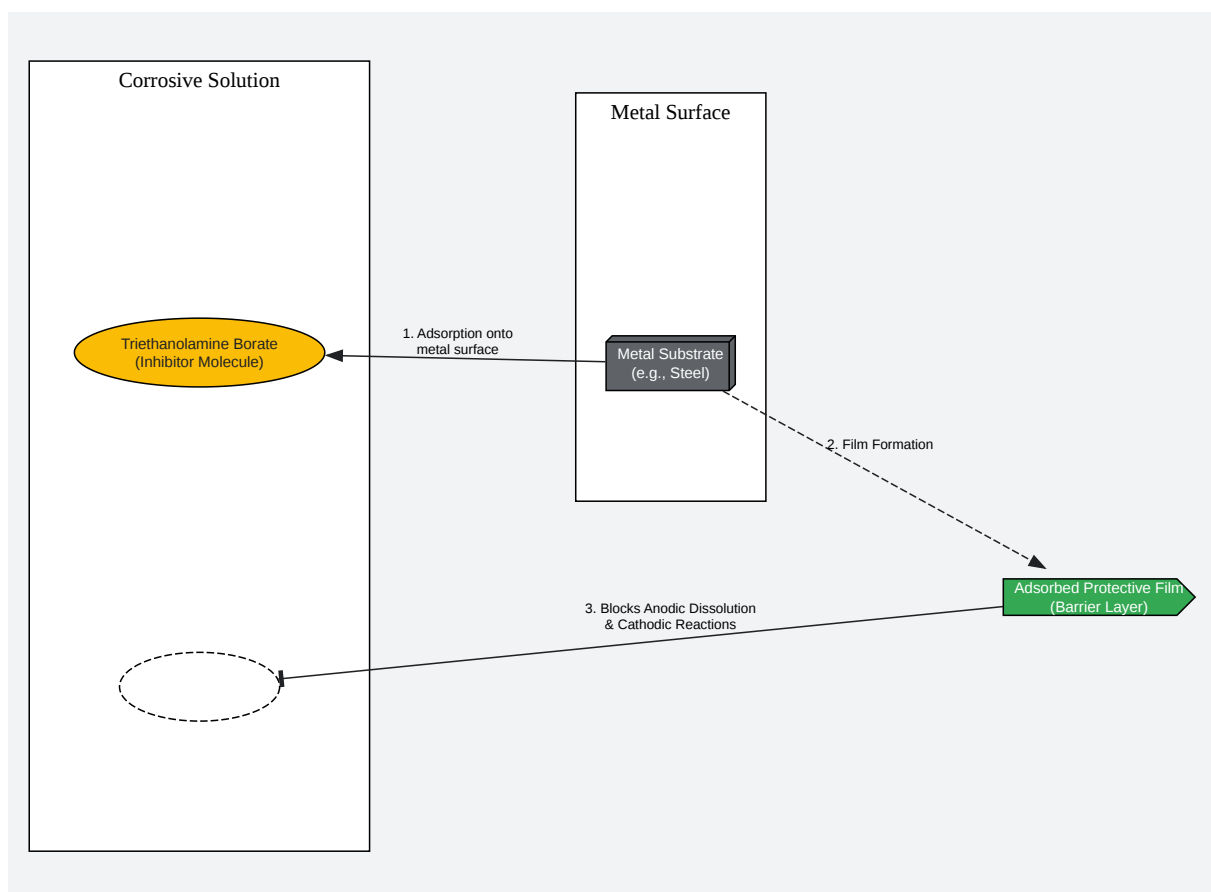 Corrosive Solution
Metal Surface
Triethanolamine Borate
(Inhibitor Molecule)
1. Adsorption onto
metal surface
Metal Substrate
(e.g., Steel)
2. Film Formation
Adsorbed Protective Film
(Barrier Layer)
3. Blocks Anodic Dissolution
& Cathodic Reactions